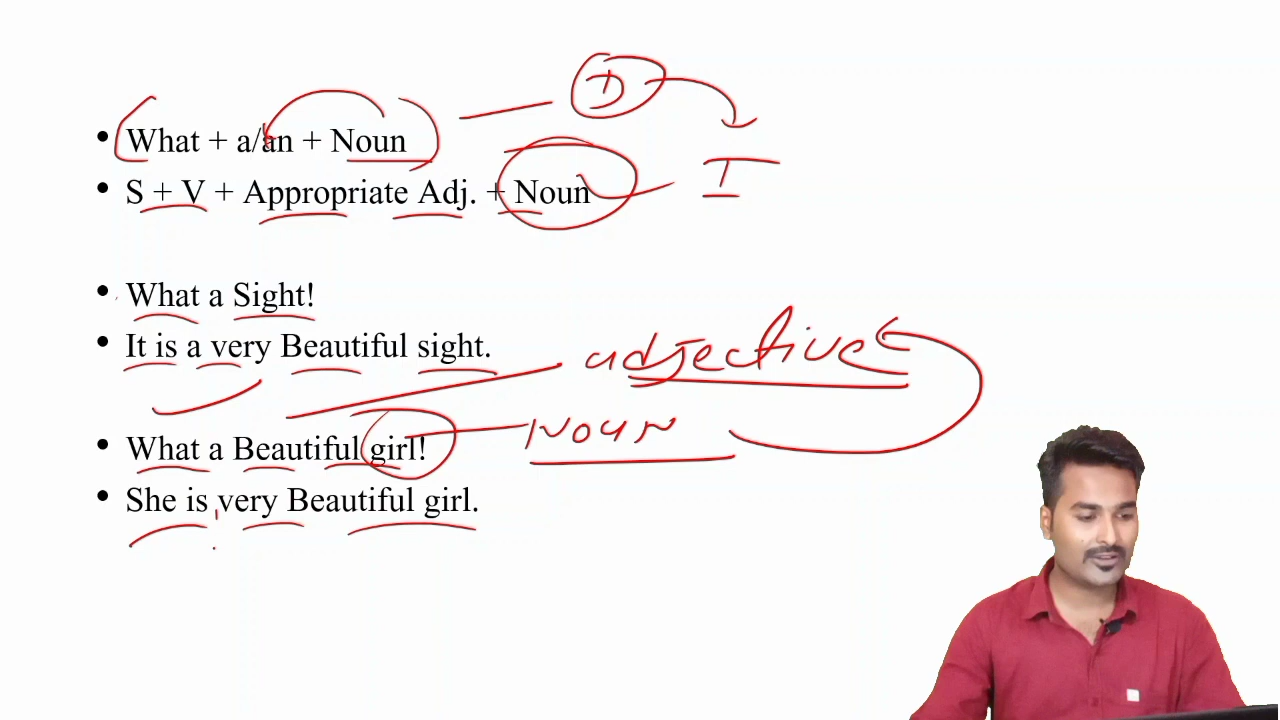 D
• What + a/an + Noun
• S + V + Appropriate Adj. + Noun
I
• What a Sight!
• It is a very Beautiful sight.
adjective
NOUN
• What a Beautiful girl!
• She is very Beautiful girl.